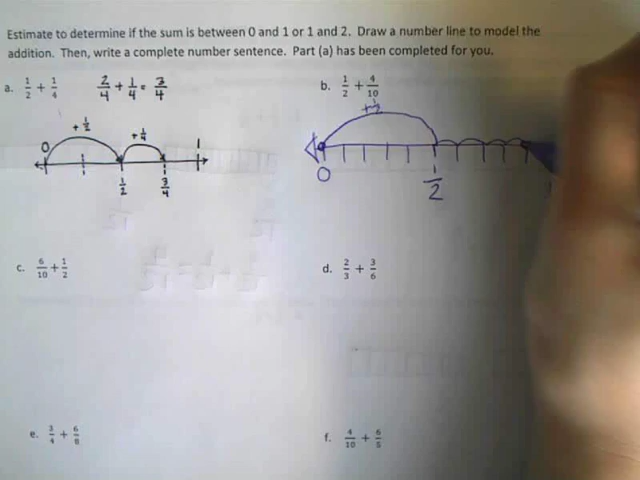 Estimate to determine if the sum is between 0 and 1 or 1 and 2. Draw a number line to model the
addition. Then, write a complete number sentence. Part (a) has been completed for you.
a. 1/2 + 1/4 2/4 + 1/4 = 3/4
b. 1/2 + 4/10
+ 1/2 + 1/4
0 1
1/2 3/4
+ 1/2
0 1/2
c. 6/10 + 1/2
d. 2/3 + 3/6
e. 3/4 + 6/8
f. 4/10 + 6/5